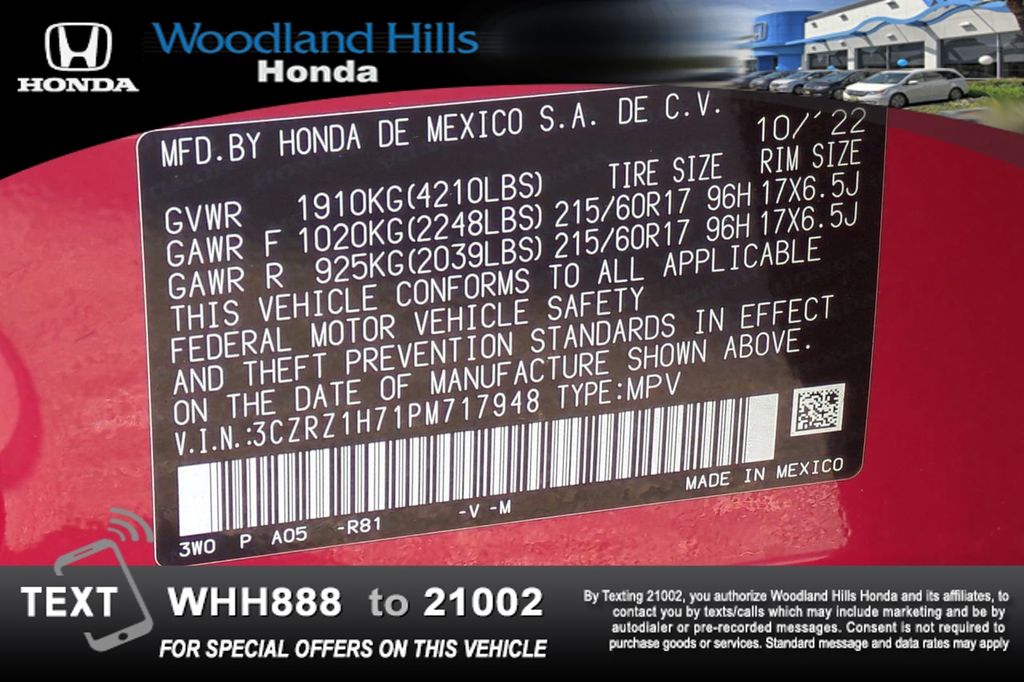 HONDA
Woodland Hills
Honda
MFD.BY HONDA DE MEXICO S.A. DE C.V.
10/'22
TIRE SIZE RIM SIZE
GVWR 1910KG(4210LBS)
GAWR F 1020KG(2248LBS) 215/60R17 96H 17X6.5J
GAWR R 925KG(2039LBS) 215/60R17 96H 17X6.5J
THIS VEHICLE CONFORMS TO ALL APPLICABLE
FEDERAL MOTOR VEHICLE SAFETY
AND THEFT PREVENTION STANDARDS IN EFFECT
ON THE DATE OF MANUFACTURE SHOWN ABOVE.
V.I.N.:3CZRZ1H71PM717948 TYPE:MPV
MADE IN MEXICO
3WO P A05 -R81 -V -M
TEXT WHH888 to 21002
FOR SPECIAL OFFERS ON THIS VEHICLE
By Texting 21002, you authorize Woodland Hills Honda and its affiliates, to
contact you by texts/calls which may include marketing and be by
autodialer or pre-recorded messages. Consent is not required to
purchase goods or services. Standard message and data rates may apply